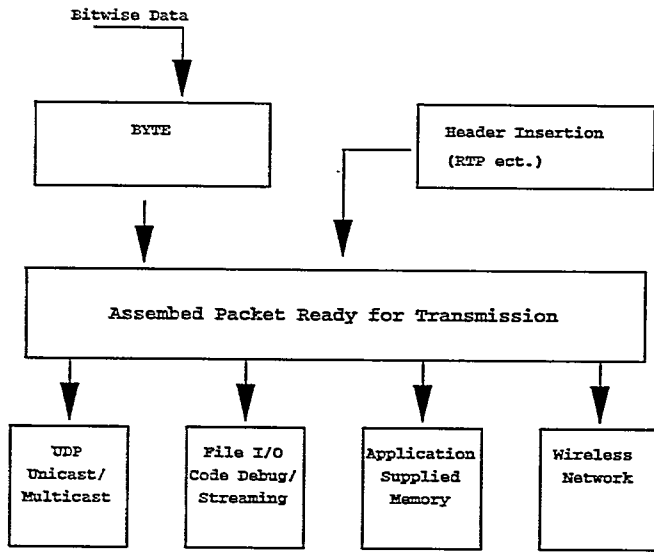 Bitwise Data
BYTE
Header Insertion
(RTP ect.)
Assembed Packet Ready for Transmission
UDP
Unicast/
Multicast
File I/O
Code Debug/
Streaming
Application
Supplied
Memory
Wireless
Network